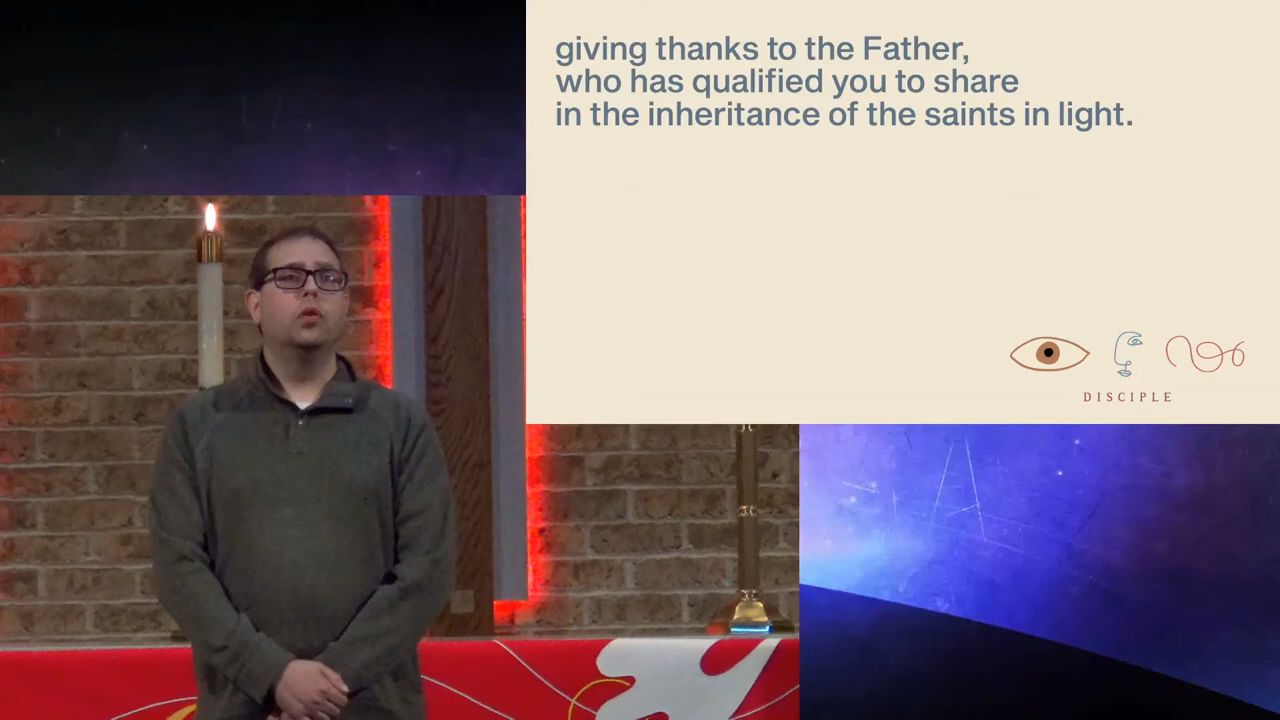 giving thanks to the Father,
who has qualified you to share
in the inheritance of the saints in light.
DISCIPLE